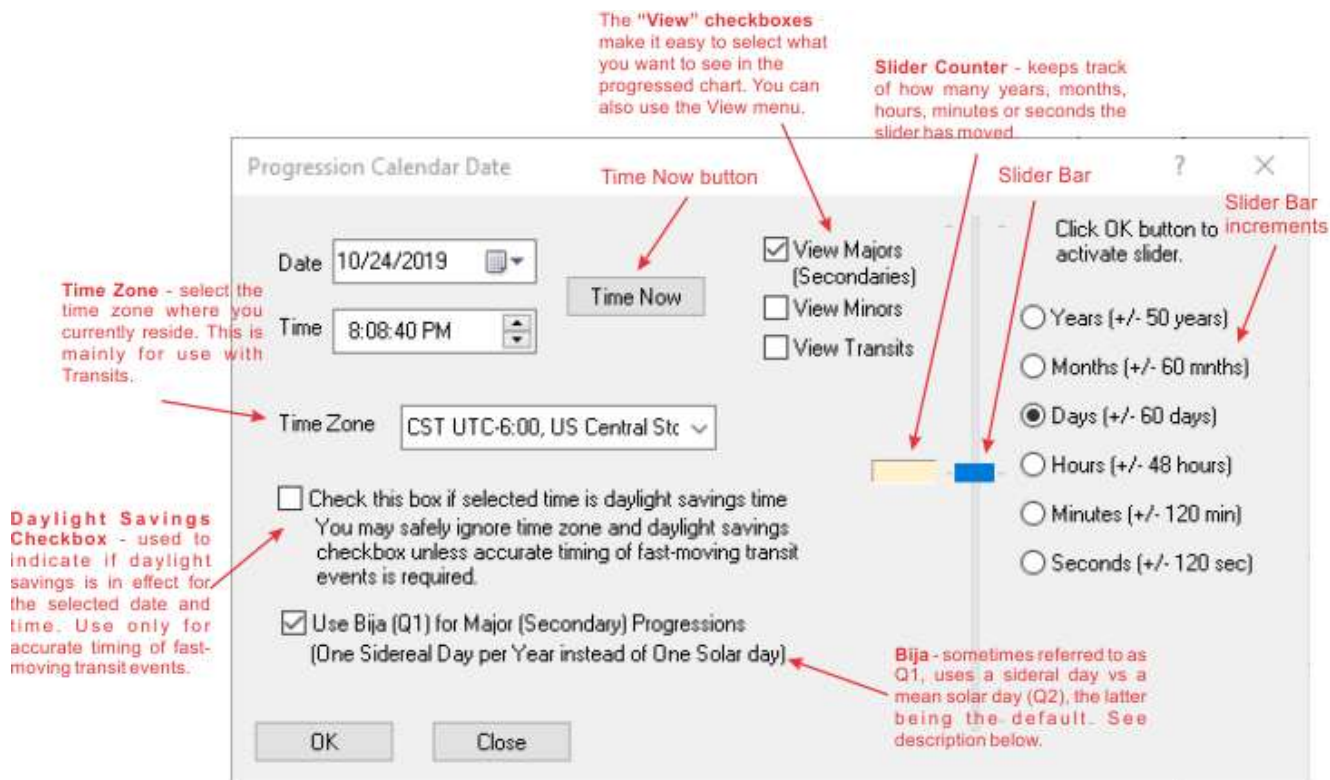 The “View” checkboxes
make it easy to select what
you want to see in the
progressed chart. You can
also use the View menu.
Slider Counter - keeps track
of how many years, months,
hours, minutes or seconds the
slider has moved.
Progression Calendar Date
?
Time Now button
Slider Bar
Slider Bar
increments
Click OK button to
activate slider.
Date 10/24/2019
Time Now
View Majors
(Secondaries)
View Minors
View Transits
Time 8:08:40 PM
Time Zone - select the
time zone where you
currently reside. This is
mainly for use with
Transits.
Years (+/- 50 years)
Months (+/- 60 mnths)
Days (+/- 60 days)
Hours (+/- 48 hours)
Minutes (+/- 120 min)
Seconds (+/- 120 sec)
Time Zone CST UTC-6:00, US Central Stc
Check this box if selected time is daylight savings time
You may safely ignore time zone and daylight savings
checkbox unless accurate timing of fast-moving transit
events is required.
Daylight Savings
Checkbox - used to
indicate if daylight
savings is in effect for
the selected date and
time. Use only for
accurate timing of fast-
moving transit events.
Use Bija (Q1) for Major (Secondary) Progressions
(One Sidereal Day per Year instead of One Solar day)
Bija - sometimes referred to as
Q1, uses a sideral day vs a
mean solar day (Q2), the latter
being the default. See
description below.
OK
Close